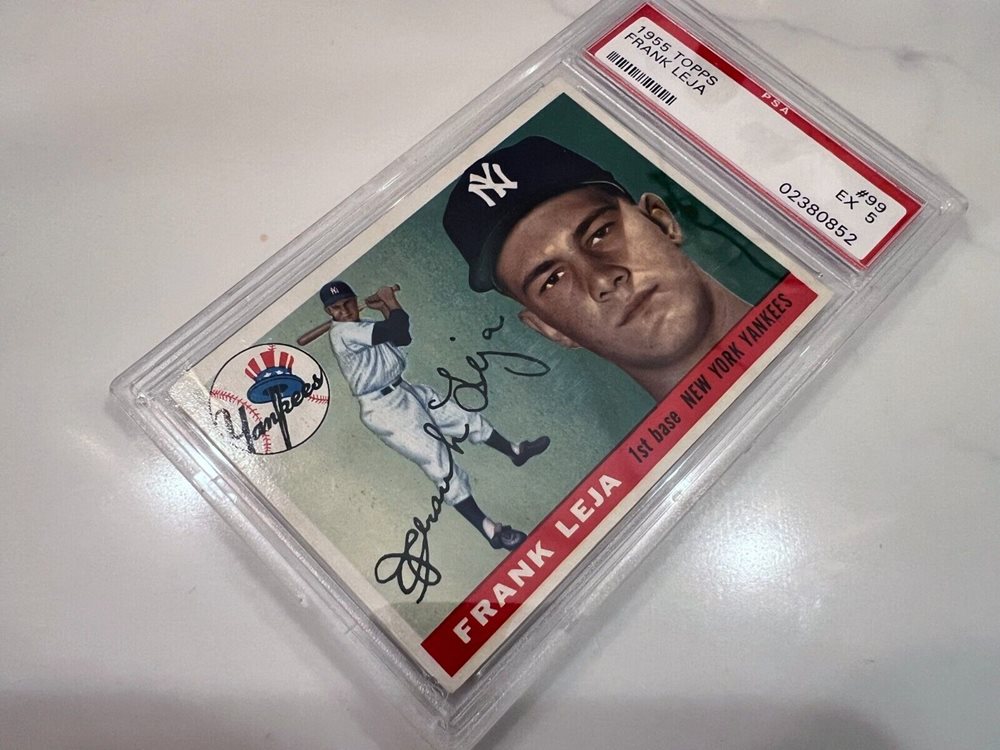 1955 TOPPS
FRANK LEJA
PSA
#99
EX 5
02380852
NY
NY
Yankees
Frank Leja
FRANK LEJA 1st base NEW YORK YANKEES